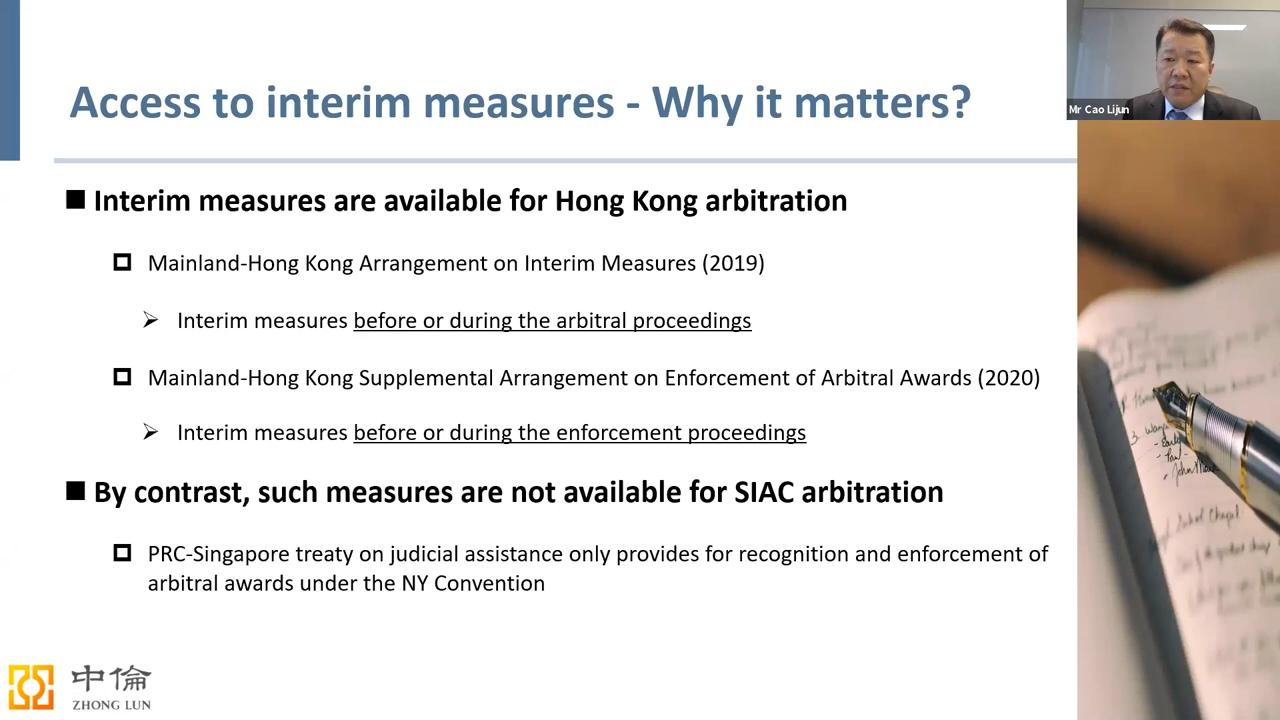 Access to interim measures - Why it matters?
Mr Cao Lijun
■ Interim measures are available for Hong Kong arbitration
Mainland-Hong Kong Arrangement on Interim Measures (2019)
➢ Interim measures before or during the arbitral proceedings
Mainland-Hong Kong Supplemental Arrangement on Enforcement of Arbitral Awards (2020)
➢ Interim measures before or during the enforcement proceedings
■ By contrast, such measures are not available for SIAC arbitration
PRC-Singapore treaty on judicial assistance only provides for recognition and enforcement of
arbitral awards under the NY Convention
中倫
ZHONG LUN